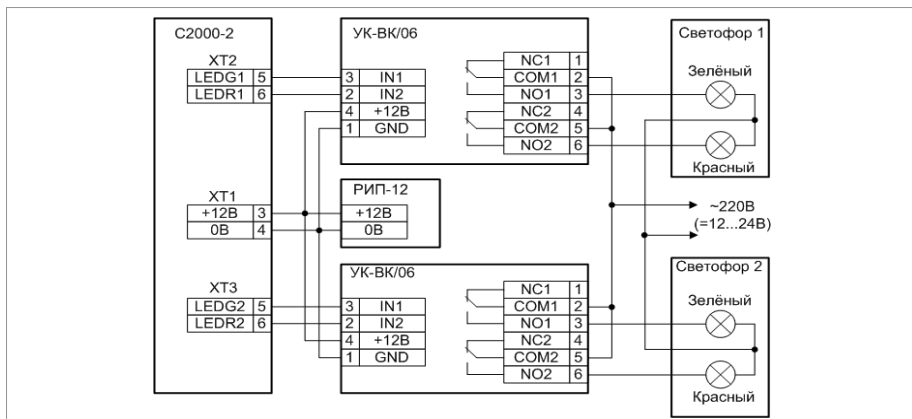 С2000-2
XT2
LEDG1 5
LEDR1 6
XT1
+12В 3
0В 4
XT3
LEDG2 5
LEDR2 6
УК-ВК/06
3 IN1
2 IN2
4 +12В
1 GND
NC1 1
COM1 2
NO1 3
NC2 4
COM2 5
NO2 6
РИП-12
+12В
0В
УК-ВК/06
3 IN1
2 IN2
4 +12В
1 GND
NC1 1
COM1 2
NO1 3
NC2 4
COM2 5
NO2 6
Светофор 1
Зелёный
Красный
~220В
(=12...24В)
Светофор 2
Зелёный
Красный